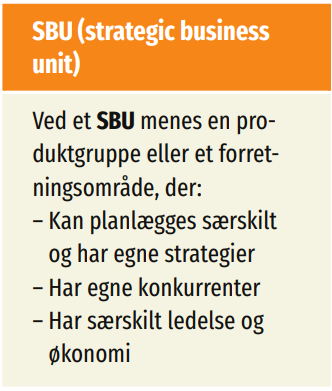 SBU (strategic business
unit)
Ved et SBU menes en pro-
duktgruppe eller et forret-
ningsområde, der:
– Kan planlægges særskilt
og har egne strategier
– Har egne konkurrenter
– Har særskilt ledelse og
økonomi